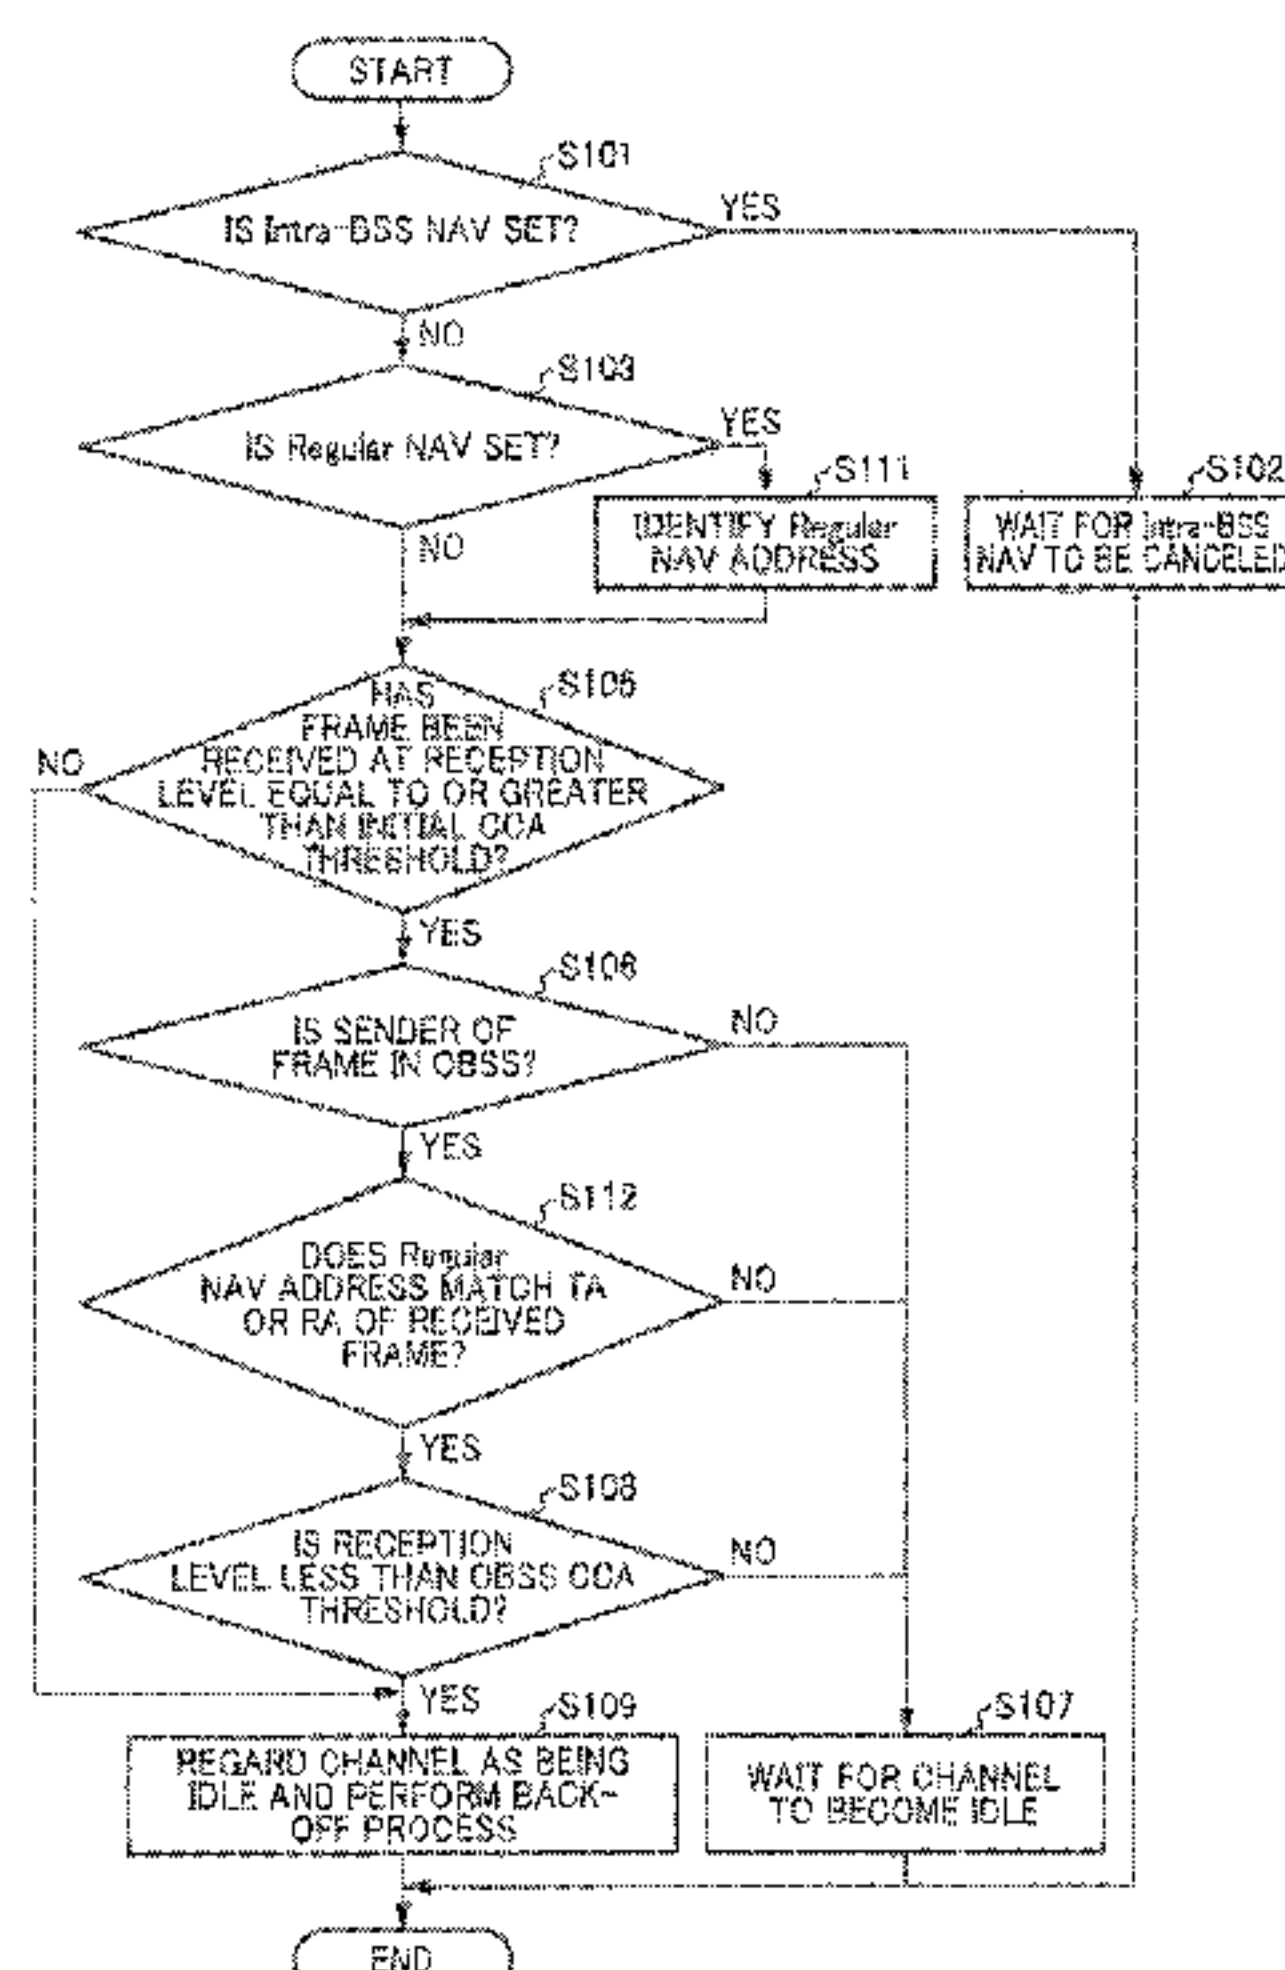 START
S101
IS Intra-BSS NAV SET?
YES
NO
S103
IS Regular NAV SET?
YES
NO
S111
IDENTIFY Regular
NAV ADDRESS
S102
WAIT FOR Intra-BSS
NAV TO BE CANCELED
S105
HAS
FRAME BEEN
RECEIVED AT RECEPTION
LEVEL EQUAL TO OR GREATER
THAN INITIAL CCA
THRESHOLD?
NO
YES
S106
IS SENDER OF
FRAME IN OBSS?
NO
YES
S112
DOES Regular
NAV ADDRESS MATCH TA
OR RA OF RECEIVED
FRAME?
NO
YES
S108
IS RECEPTION
LEVEL LESS THAN OBSS CCA
THRESHOLD?
NO
YES
S109
REGARD CHANNEL AS BEING
IDLE AND PERFORM BACK-
OFF PROCESS
S107
WAIT FOR CHANNEL
TO BECOME IDLE
END